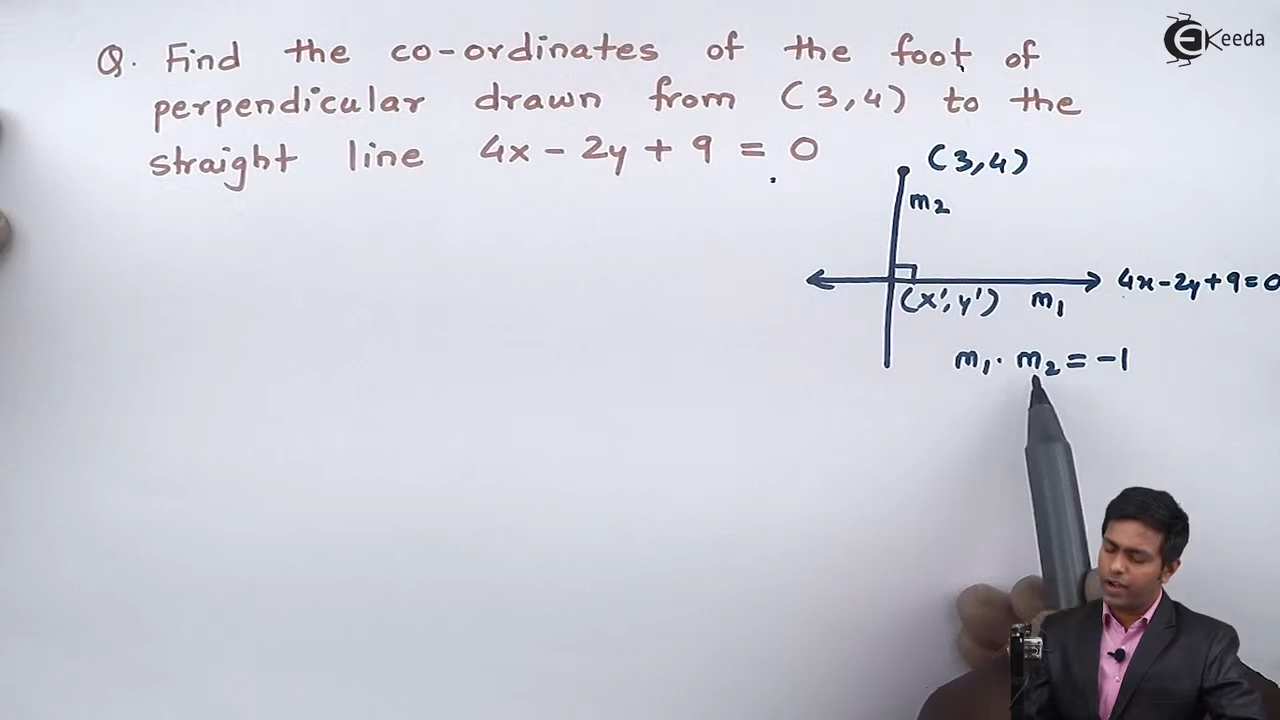 Q. Find the co-ordinates of the foot of
perpendicular drawn from (3,4) to the
straight line 4x - 2y + 9 = 0
(3,4)
m2
4x-2y+9=0
(x',y') m1
m1. m2 = -1
EKeeda